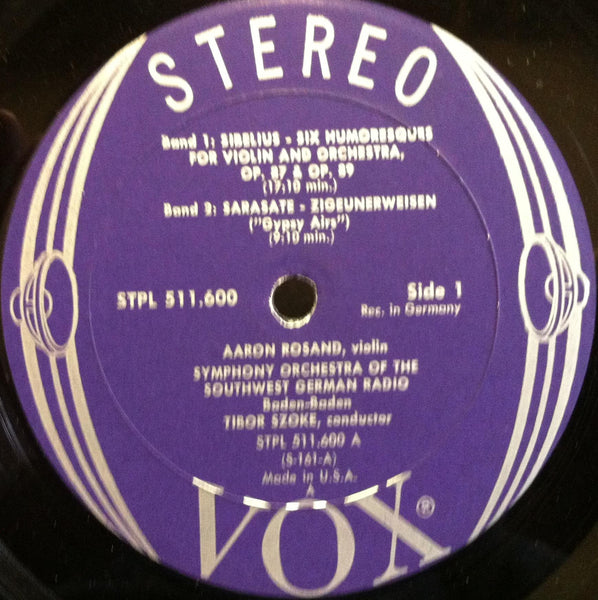 STEREO
Band 1: SIBELIUS - SIX HUMORESQUES
FOR VIOLIN AND ORCHESTRA,
OP. 87 & OP. 89
(17:10 min.)
Band 2: SARASATE - ZIGEUNERWEISEN
("Gypsy Airs")
(9:10 min.)
STPL 511,600
Side 1
Rec. in Germany
AARON ROSAND, violin
SYMPHONY ORCHESTRA OF THE
SOUTHWEST GERMAN RADIO
Baden-Baden
TIBOR SZOKE, conductor
STPL 511,600 A
(S-161-A)
Made in U.S.A.
A
VOX®